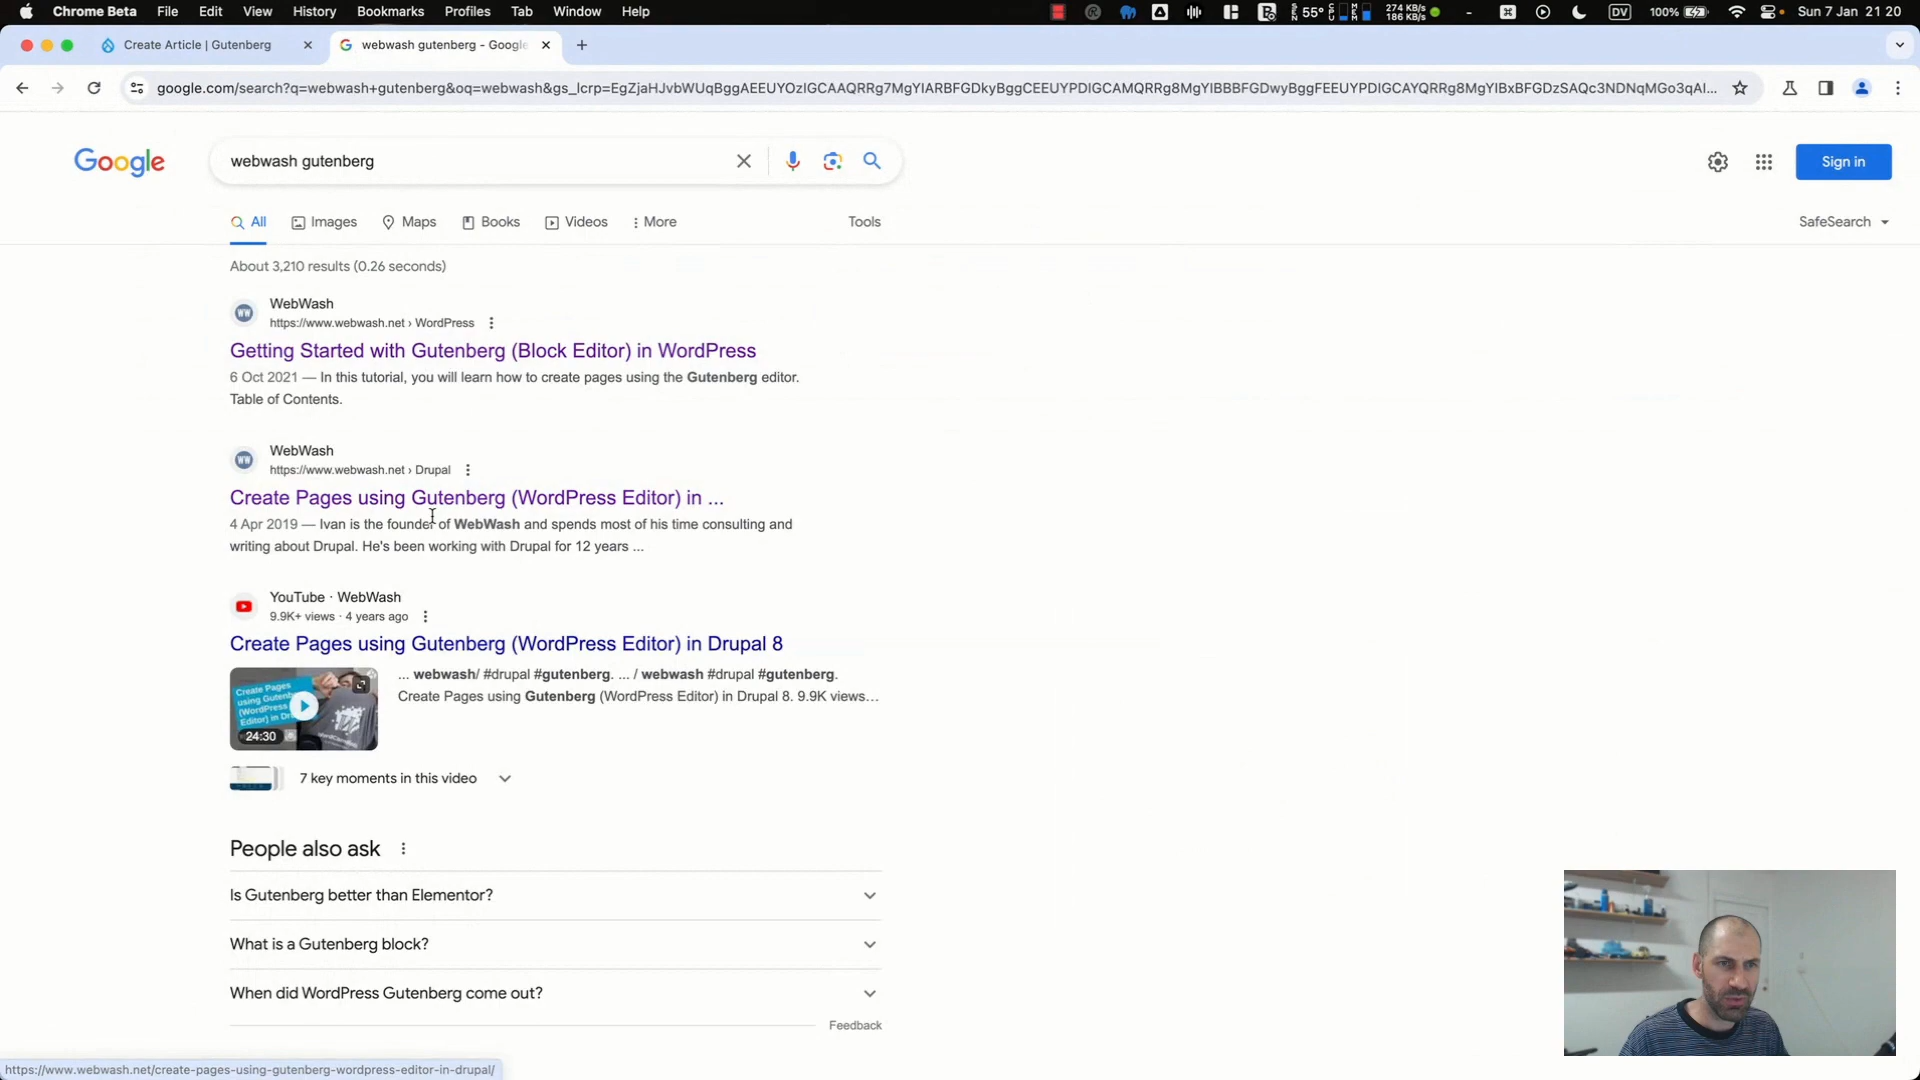 Chrome Beta File Edit View History Bookmarks Profiles Tab Window Help
55° 274 KB/s 186 KB/s DV 100% Sun 7 Jan 21 20
Create Article | Gutenberg
webwash gutenberg - Google
google.com/search?q=webwash+gutenberg&oq=webwash&gs_lcrp=EgZjaHJvbWUqBggAEEUYOzIGCAAQRRg7MgYIARBFGDkyBggCEEUYPDIGCAMQRRg8MgYIBBBFGDwyBggFEEUYPDIGCAYQRRg8MgYIBxBFGDzSAQc3NDNqMGo3qAI...
Google
webwash gutenberg
Sign in
All Images Maps Books Videos More Tools SafeSearch
About 3,210 results (0.26 seconds)
WebWash
https://www.webwash.net › WordPress
Getting Started with Gutenberg (Block Editor) in WordPress
6 Oct 2021 — In this tutorial, you will learn how to create pages using the Gutenberg editor.
Table of Contents.
WebWash
https://www.webwash.net › Drupal
Create Pages using Gutenberg (WordPress Editor) in ...
4 Apr 2019 — Ivan is the founder of WebWash and spends most of his time consulting and
writing about Drupal. He's been working with Drupal for 12 years ...
YouTube · WebWash
9.9K+ views · 4 years ago
Create Pages using Gutenberg (WordPress Editor) in Drupal 8
... webwash/ #drupal #gutenberg. ... / webwash #drupal #gutenberg.
Create Pages using Gutenberg (WordPress Editor) in Drupal 8. 9.9K views...
Create Pages
using Gutenberg
(WordPress
24:30
7 key moments in this video
People also ask
Is Gutenberg better than Elementor?
What is a Gutenberg block?
When did WordPress Gutenberg come out?
Feedback
https://www.webwash.net/create-pages-using-gutenberg-wordpress-editor-in-drupal/